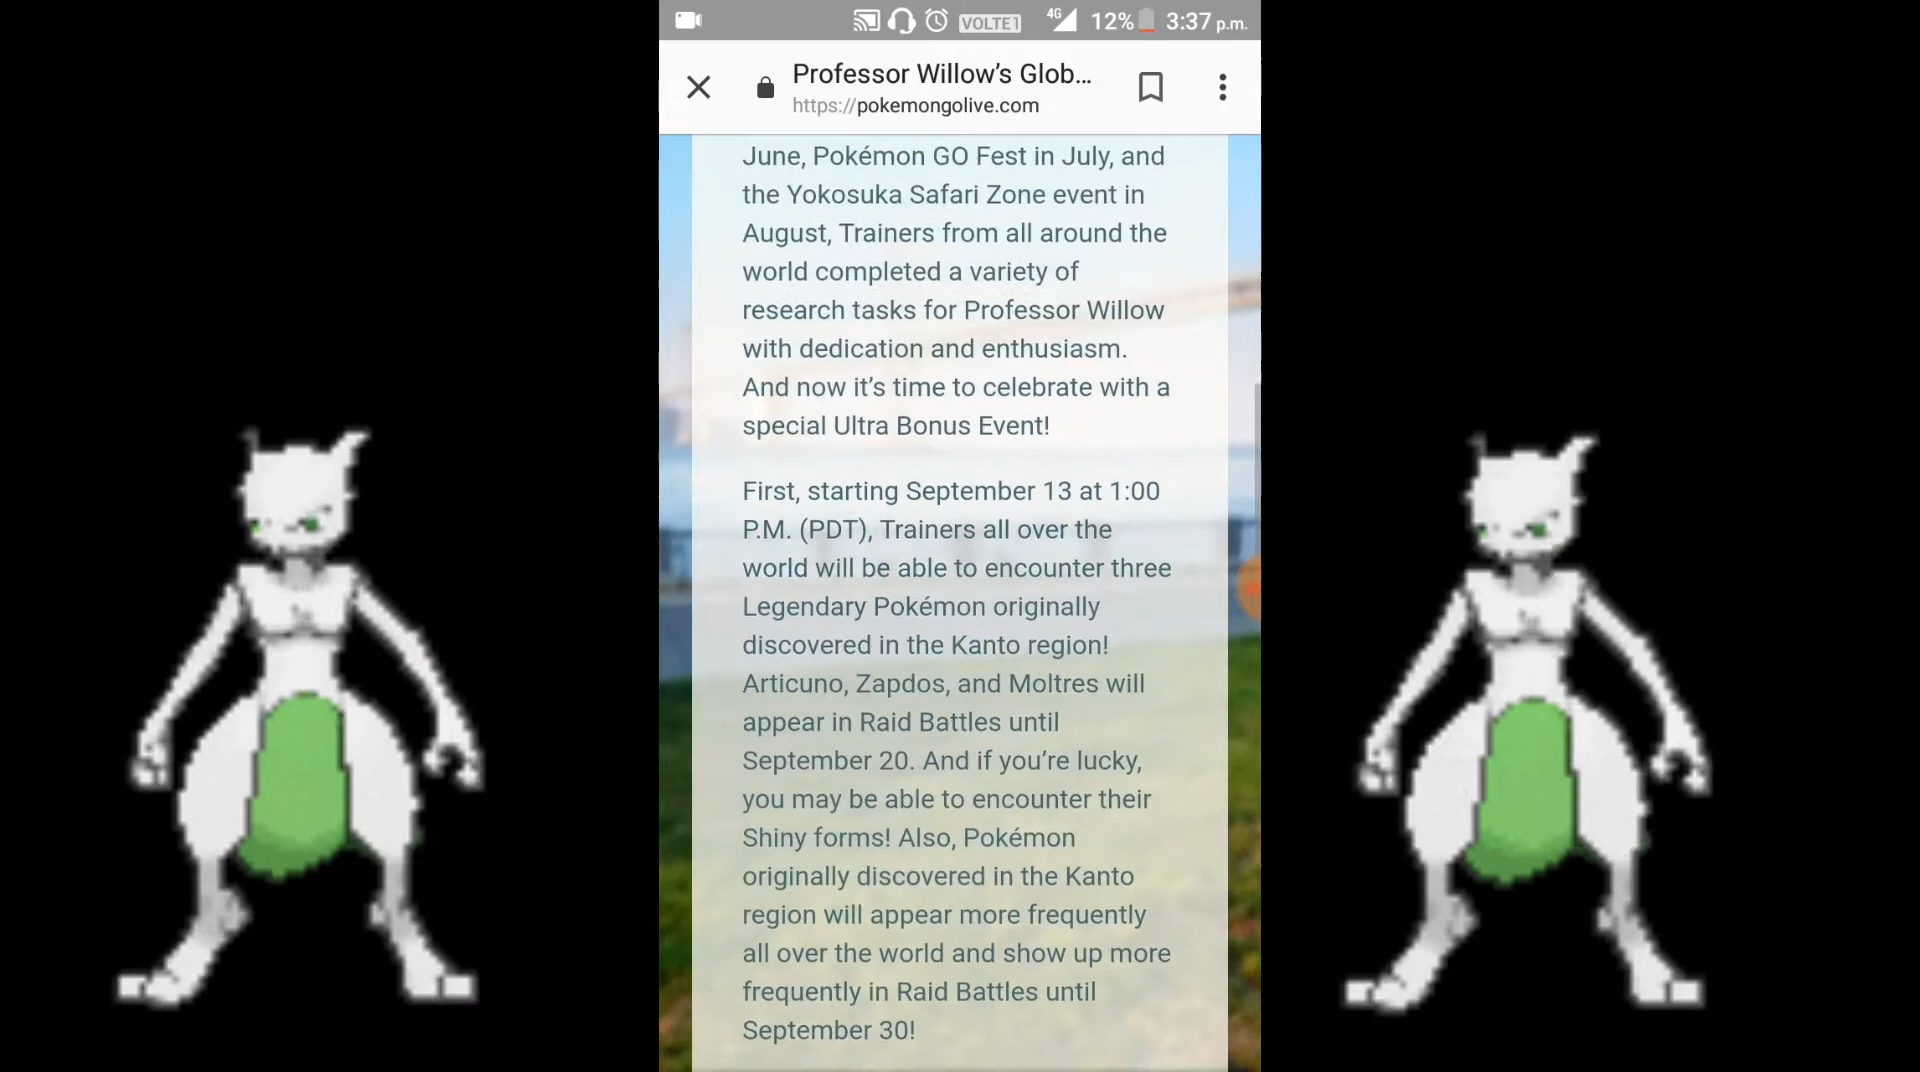 VOLTE1 4G 12% 3:37 p.m.
Professor Willow’s Glob...
https://pokemongolive.com
June, Pokémon GO Fest in July, and
the Yokosuka Safari Zone event in
August, Trainers from all around the
world completed a variety of
research tasks for Professor Willow
with dedication and enthusiasm.
And now it’s time to celebrate with a
special Ultra Bonus Event!
First, starting September 13 at 1:00
P.M. (PDT), Trainers all over the
world will be able to encounter three
Legendary Pokémon originally
discovered in the Kanto region!
Articuno, Zapdos, and Moltres will
appear in Raid Battles until
September 20. And if you’re lucky,
you may be able to encounter their
Shiny forms! Also, Pokémon
originally discovered in the Kanto
region will appear more frequently
all over the world and show up more
frequently in Raid Battles until
September 30!